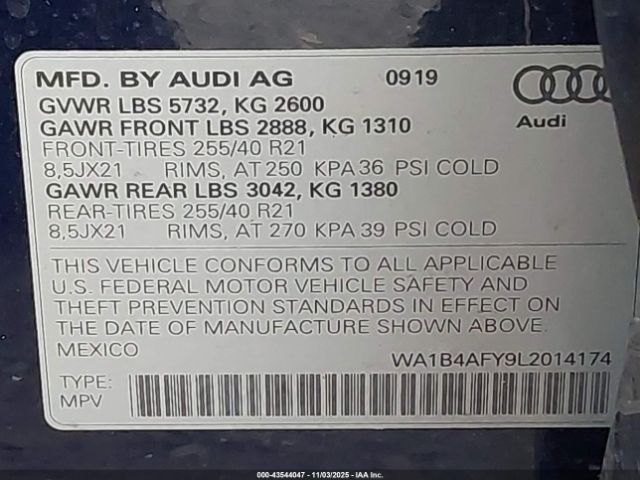 MFD. BY AUDI AG 0919
GVWR LBS 5732, KG 2600
GAWR FRONT LBS 2888, KG 1310 Audi
FRONT-TIRES 255/40 R21
8,5JX21 RIMS, AT 250 KPA 36 PSI COLD
GAWR REAR LBS 3042, KG 1380
REAR-TIRES 255/40 R21
8,5JX21 RIMS, AT 270 KPA 39 PSI COLD
THIS VEHICLE CONFORMS TO ALL APPLICABLE
U.S. FEDERAL MOTOR VEHICLE SAFETY AND
THEFT PREVENTION STANDARDS IN EFFECT ON
THE DATE OF MANUFACTURE SHOWN ABOVE.
MEXICO WA1B4AFY9L2014174
TYPE:
MPV
000-43544047 - 11/03/2025 - IAA Inc.